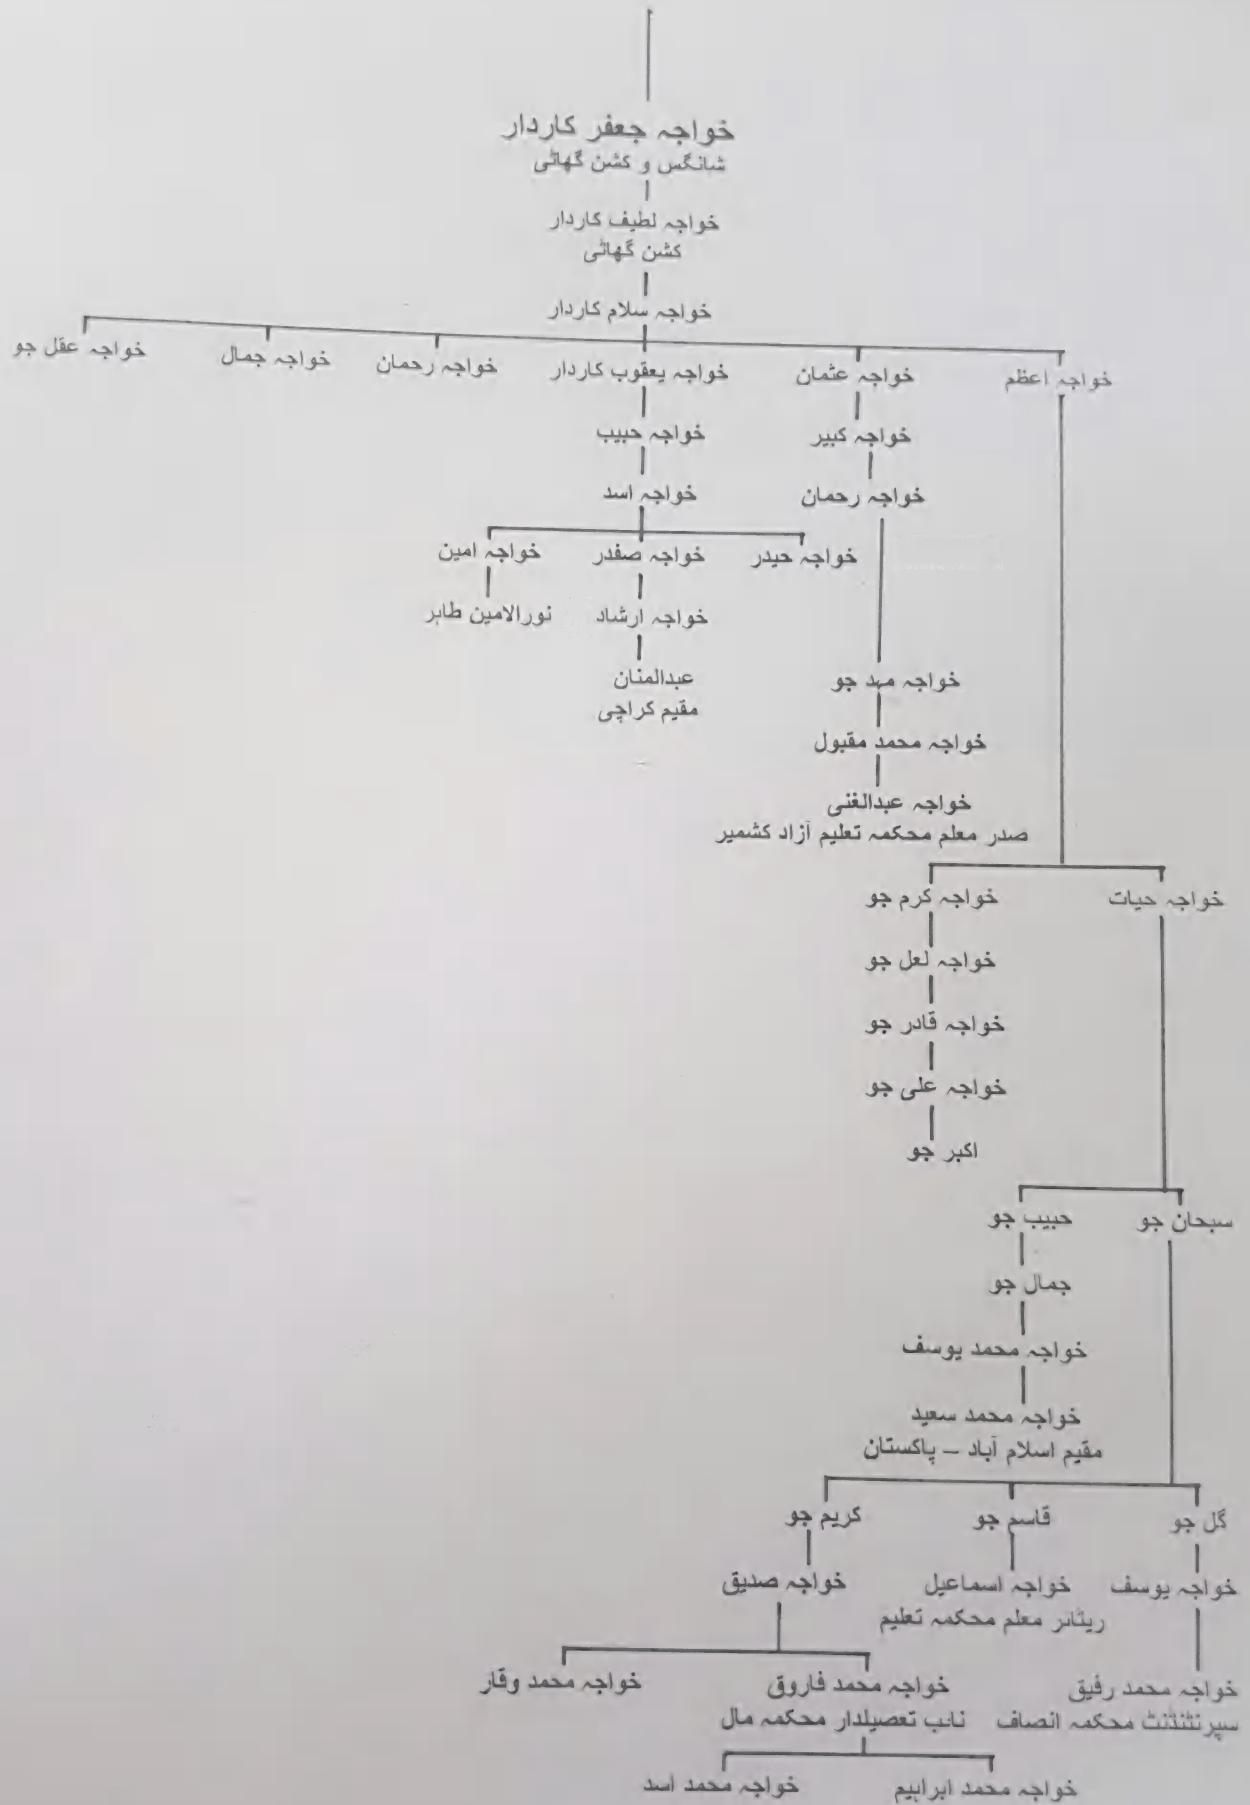 خواجہ جعفر کاردار
شانگس و کشن گھاٹی
خواجہ لطیف کاردار
کشن گھاٹی
خواجہ سلام کاردار
خواجہ اعظم
خواجہ عثمان
خواجہ یعقوب کاردار
خواجہ رحمان
خواجہ جمال
خواجہ عقل جو
خواجہ کبیر
خواجہ حبیب
خواجہ رحمان
خواجہ اسد
خواجہ حیدر
خواجہ صفدر
خواجہ امین
خواجہ ارشاد
نورالامین طاہر
خواجہ مہد جو
عبدالمنان
مقیم کراچی
خواجہ محمد مقبول
خواجہ عبدالغنی
صدر معلم محکمہ تعلیم آزاد کشمیر
خواجہ حیات
خواجہ کرم جو
خواجہ لعل جو
خواجہ قادر جو
خواجہ علی جو
اکبر جو
سبحان جو
حبیب جو
جمال جو
خواجہ محمد یوسف
خواجہ محمد سعید
مقیم اسلام آباد – پاکستان
گل جو
قاسم جو
کریم جو
خواجہ یوسف
خواجہ اسماعیل
خواجہ صدیق
ریٹائر معلم محکمہ تعلیم
خواجہ محمد رفیق
خواجہ محمد فاروق
خواجہ محمد وقار
سپرنٹنڈنٹ محکمہ انصاف
نائب تعصیلدار محکمہ مال
خواجہ محمد ابراہیم
خواجہ محمد اسد